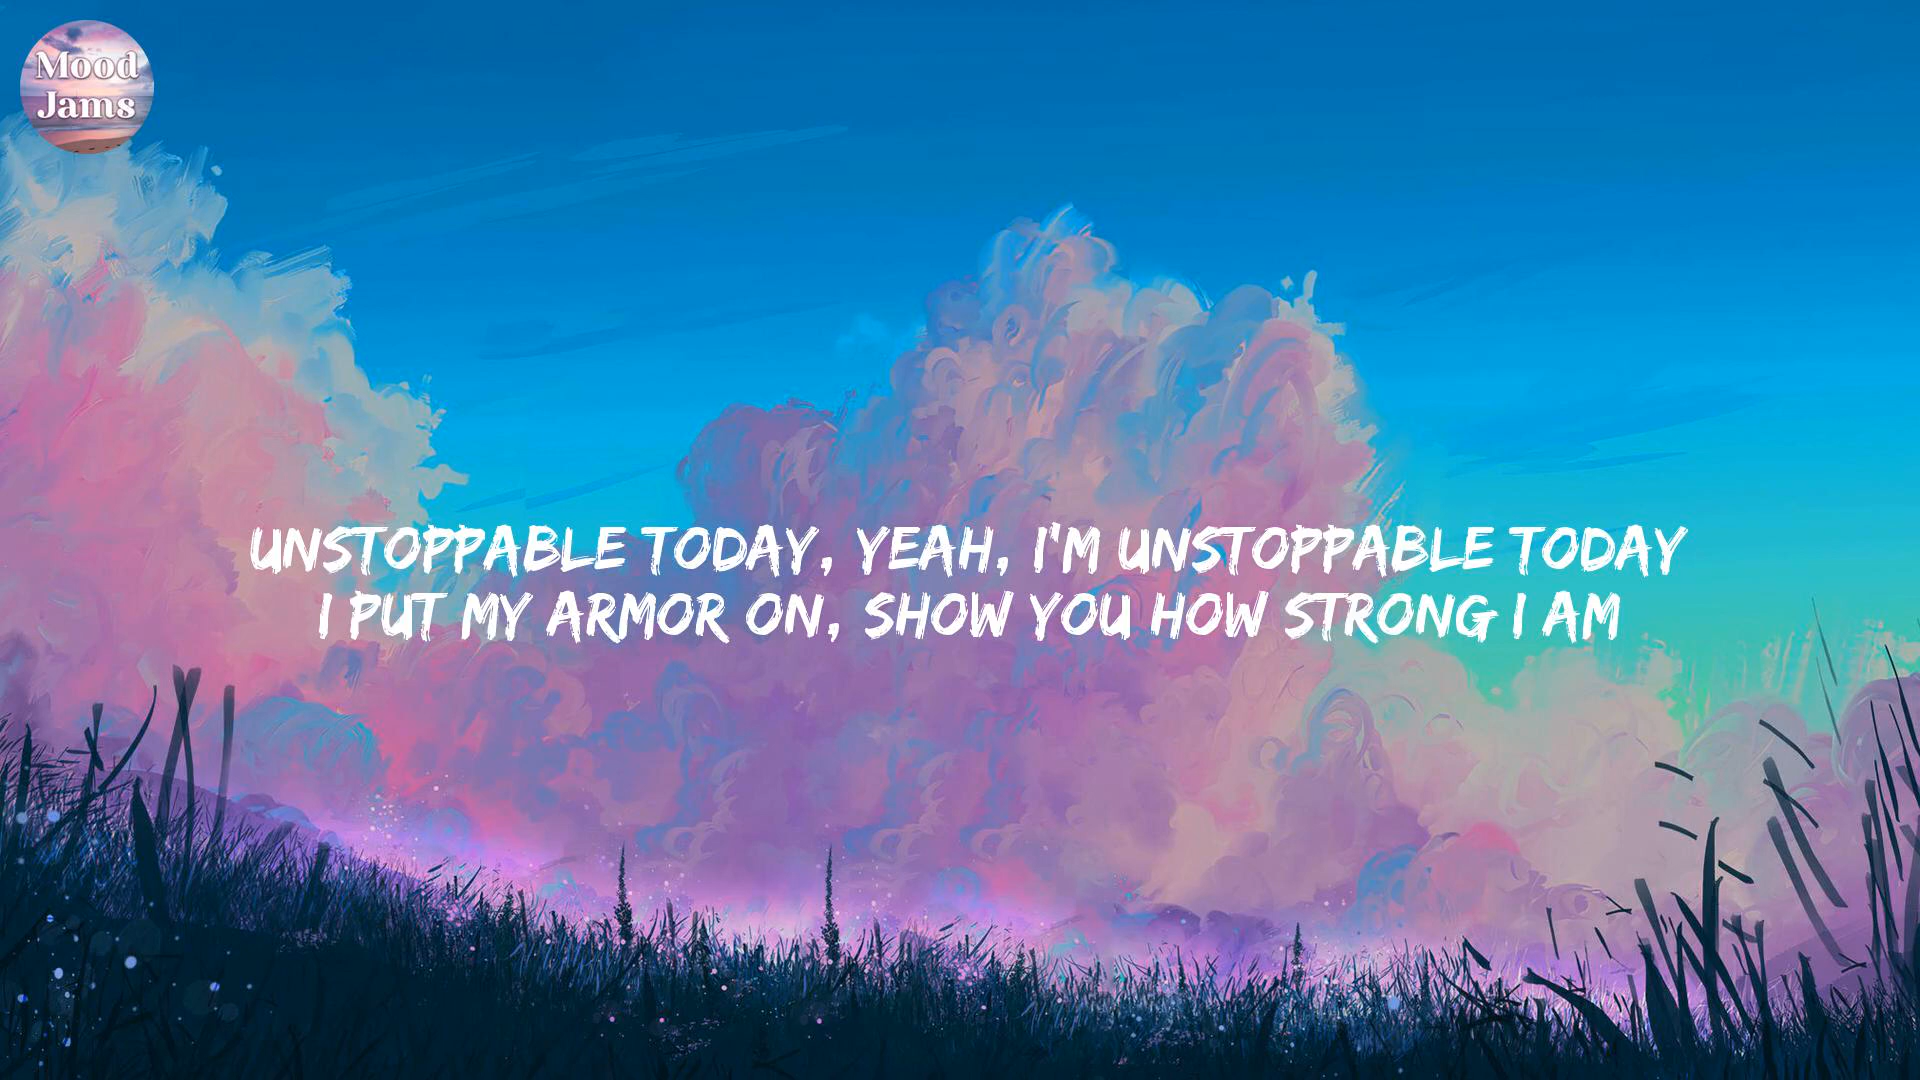 Mood
Jams
UNSTOPPABLE TODAY, YEAH, I'M UNSTOPPABLE TODAY
I PUT MY ARMOR ON, SHOW YOU HOW STRONG I AM